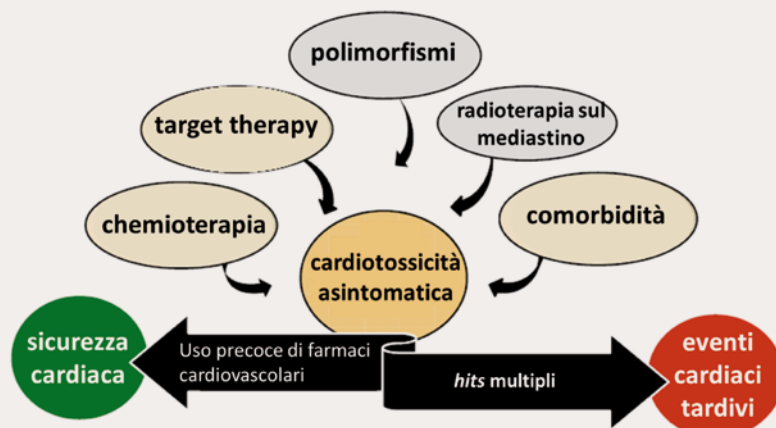 polimorfismi
target therapy
radioterapia sul
mediastino
chemioterapia
comorbidità
cardiotossicità
asintomatica
sicurezza
cardiaca
Uso precoce di farmaci
cardiovascolari
hits multipli
eventi
cardiaci
tardivi